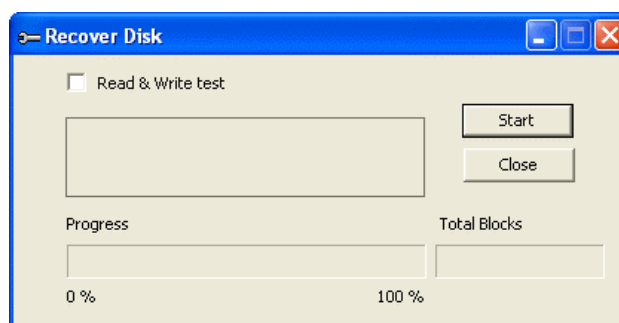 Recover Disk
Read & Write test
Start
Close
Progress
Total Blocks
0 %
100 %